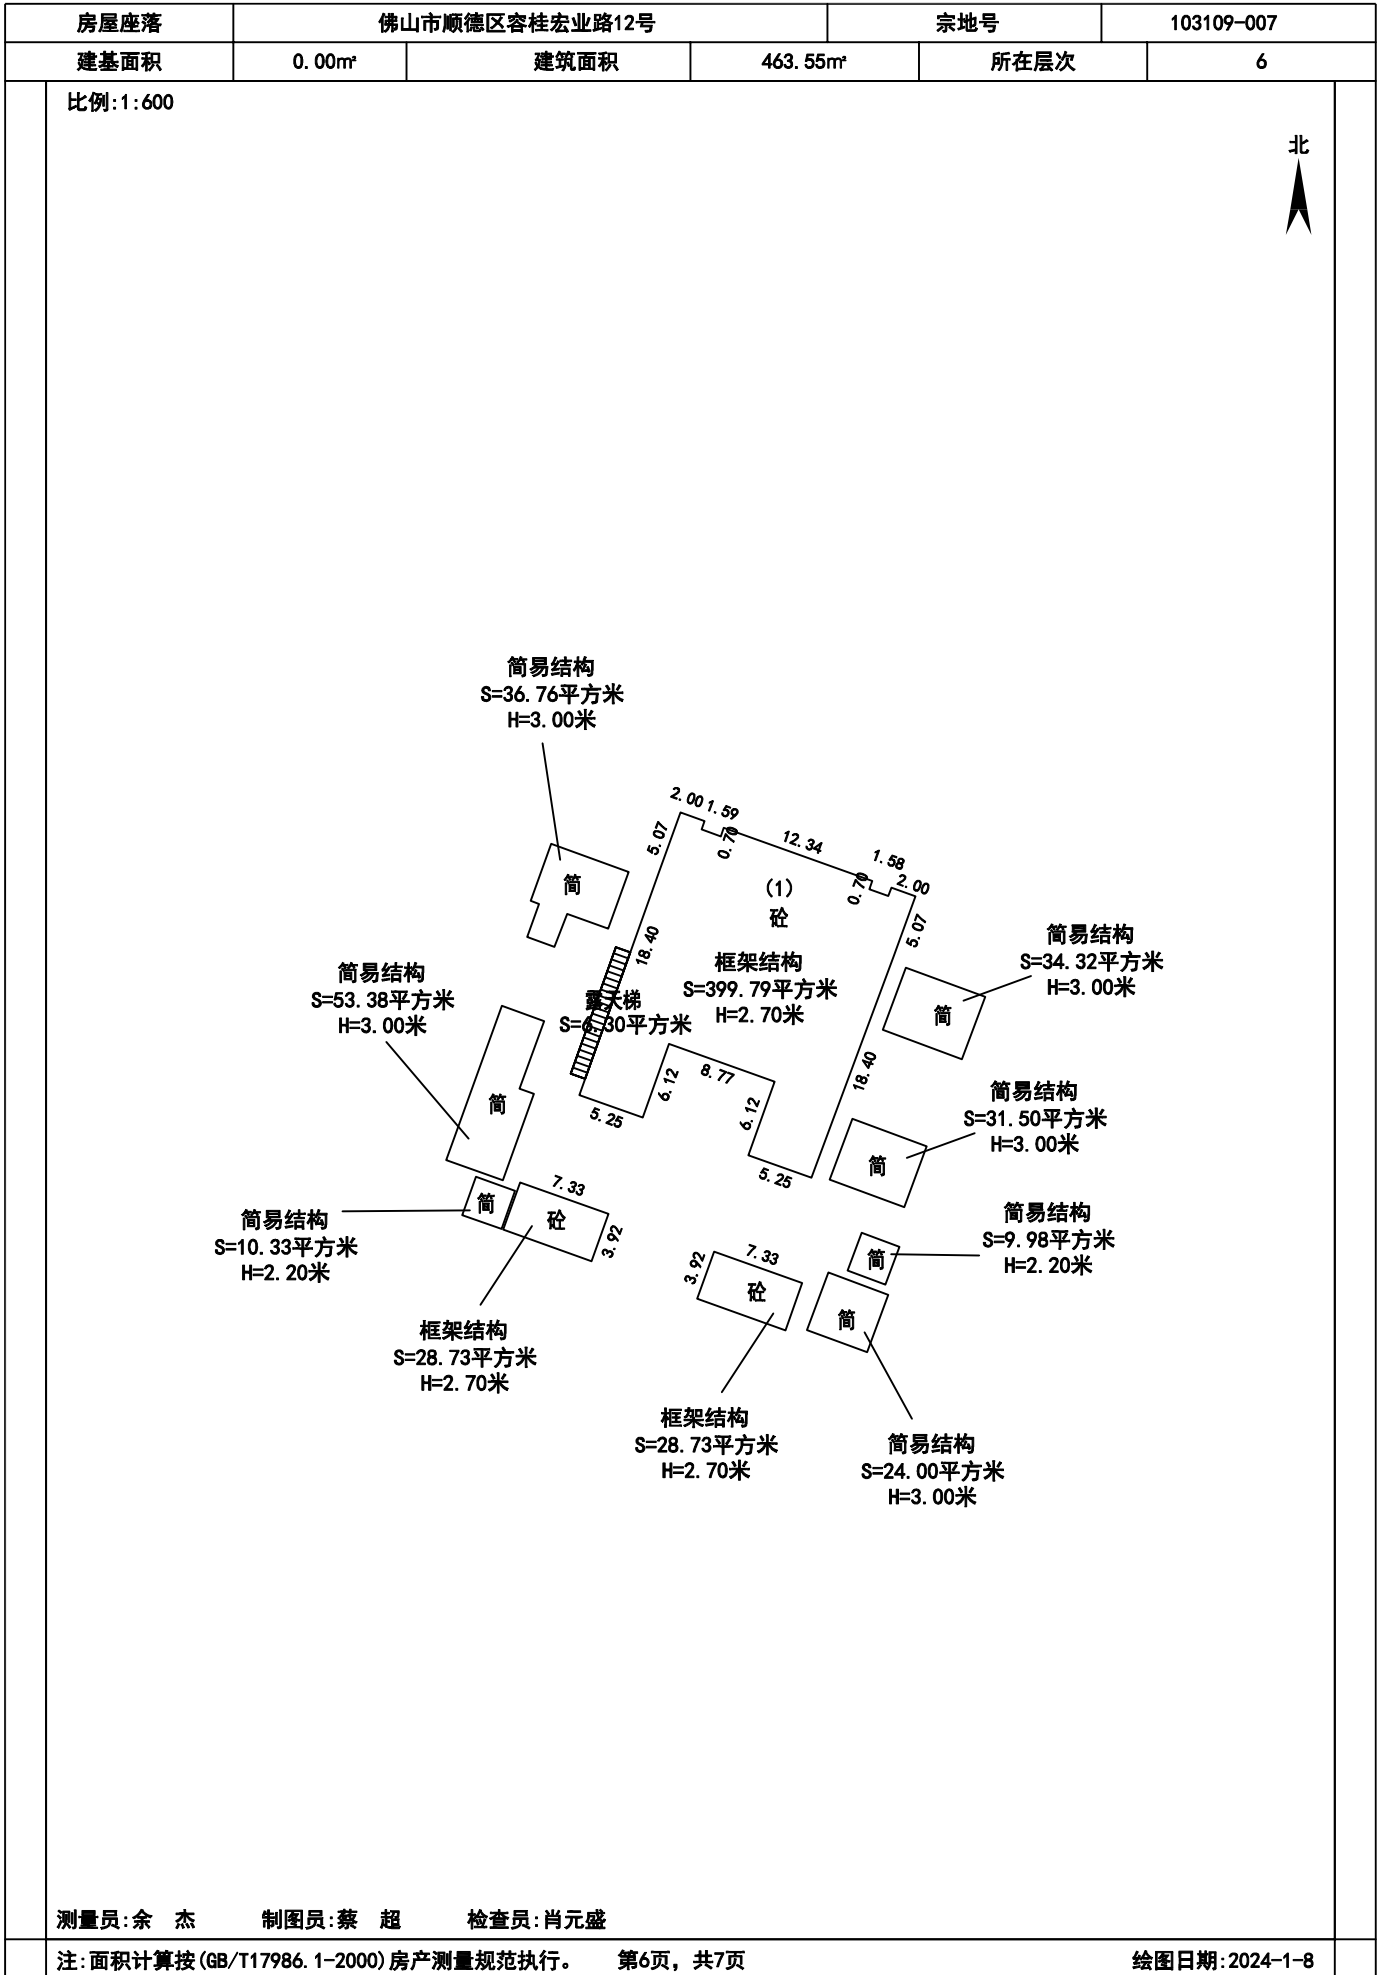 房屋座落 佛山市顺德区容桂宏业路12号 宗地号 103109-007
建基面积 0.00㎡ 建筑面积 463.55㎡ 所在层次 6
比例:1:600
北
简易结构
S=36.76平方米
H=3.00米
简
2.00
1.59
0.70
5.07
12.34
1.58
0.70
2.00
5.07
(1)
砼
18.40
框架结构
S=399.79平方米
H=2.70米
露天梯
S=6.30平方米
简易结构
S=34.32平方米
H=3.00米
简
简易结构
S=53.38平方米
H=3.00米
简
6.12
8.77
6.12
5.25
5.25
18.40
简易结构
S=31.50平方米
H=3.00米
简
简易结构
S=10.33平方米
H=2.20米
简
7.33
砼
3.92
框架结构
S=28.73平方米
H=2.70米
3.92
7.33
砼
框架结构
S=28.73平方米
H=2.70米
简易结构
S=9.98平方米
H=2.20米
简
简
简易结构
S=24.00平方米
H=3.00米
测量员:余 杰 制图员:蔡 超 检查员:肖元盛
注:面积计算按(GB/T17986.1-2000)房产测量规范执行。 第6页，共7页 绘图日期:2024-1-8